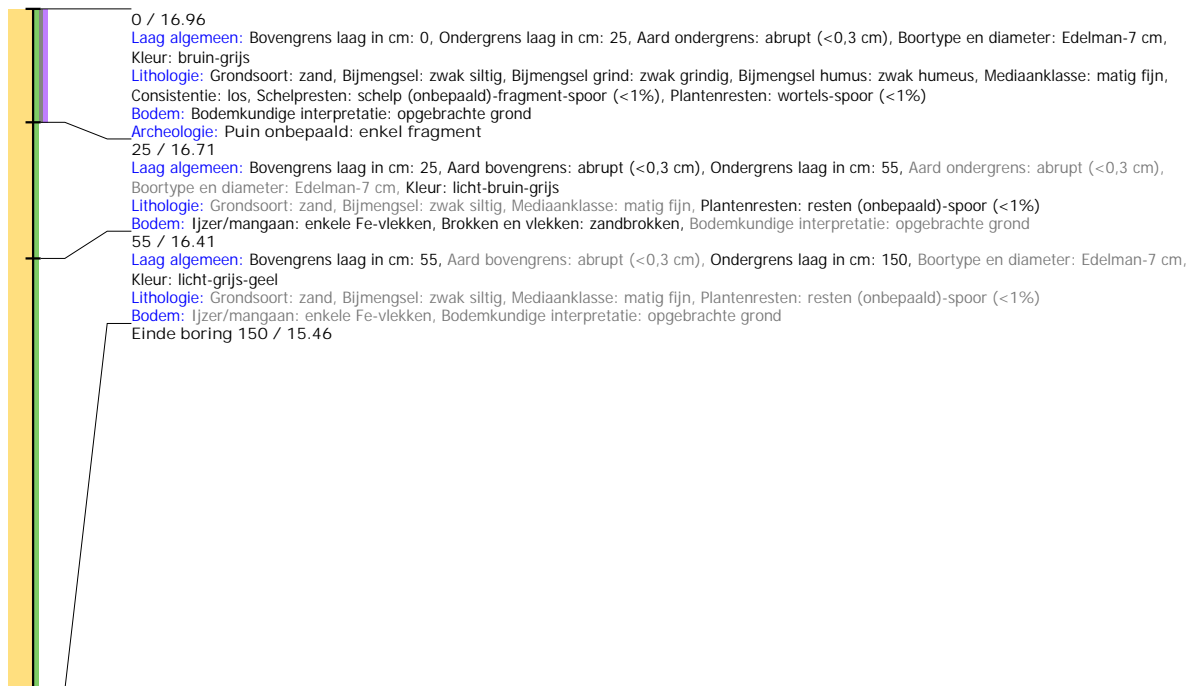 0 / 16.96
Laag algemeen: Bovengrens laag in cm: 0, Ondergrens laag in cm: 25, Aard ondergrens: abrupt (<0,3 cm), Boortype en diameter: Edelman-7 cm,
Kleur: bruin-grijs
Lithologie: Grondsoort: zand, Bijmengsel: zwak siltig, Bijmengsel grind: zwak grindig, Bijmengsel humus: zwak humeus, Mediaanklasse: matig fijn,
Consistentie: los, Schelpresten: schelp (onbepaald)-fragment-spoor (<1%), Plantenresten: wortels-spoor (<1%)
Bodem: Bodemkundige interpretatie: opgebrachte grond
Archeologie: Puin onbepaald: enkel fragment
25 / 16.71
Laag algemeen: Bovengrens laag in cm: 25, Aard bovengrens: abrupt (<0,3 cm), Ondergrens laag in cm: 55, Aard ondergrens: abrupt (<0,3 cm),
Boortype en diameter: Edelman-7 cm, Kleur: licht-bruin-grijs
Lithologie: Grondsoort: zand, Bijmengsel: zwak siltig, Mediaanklasse: matig fijn, Plantenresten: resten (onbepaald)-spoor (<1%)
Bodem: Ijzer/mangaan: enkele Fe-vlekken, Brokken en vlekken: zandbrokken, Bodemkundige interpretatie: opgebrachte grond
55 / 16.41
Laag algemeen: Bovengrens laag in cm: 55, Aard bovengrens: abrupt (<0,3 cm), Ondergrens laag in cm: 150, Boortype en diameter: Edelman-7 cm,
Kleur: licht-grijs-geel
Lithologie: Grondsoort: zand, Bijmengsel: zwak siltig, Mediaanklasse: matig fijn, Plantenresten: resten (onbepaald)-spoor (<1%)
Bodem: Ijzer/mangaan: enkele Fe-vlekken, Bodemkundige interpretatie: opgebrachte grond
Einde boring 150 / 15.46